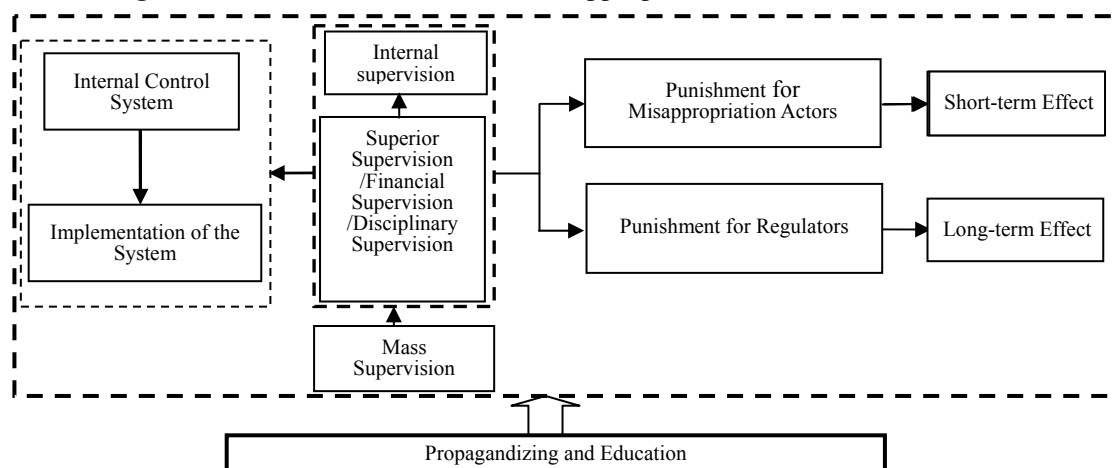 Internal Control
System
Implementation of the
System
Internal
supervision
Superior
Supervision
/Financial
Supervision
/Disciplinary
Supervision
Mass
Supervision
Punishment for
Misappropriation Actors
Punishment for Regulators
Short-term Effect
Long-term Effect
Propagandizing and Education